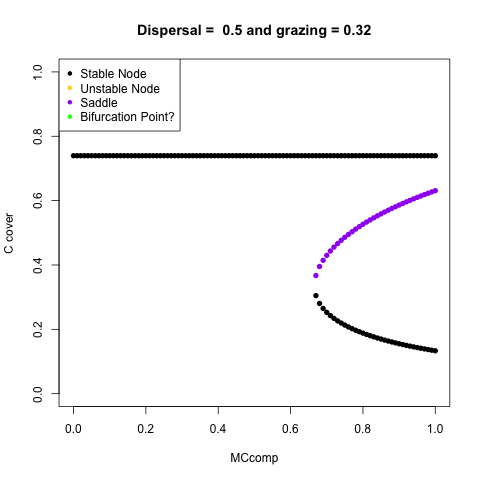 Dispersal =  0.5 and grazing = 0.32
Stable Node
Unstable Node
Saddle
Bifurcation Point?
1.0
0.8
0.6
0.4
0.2
0.0
C cover
0.0 0.2 0.4 0.6 0.8 1.0
MCcomp